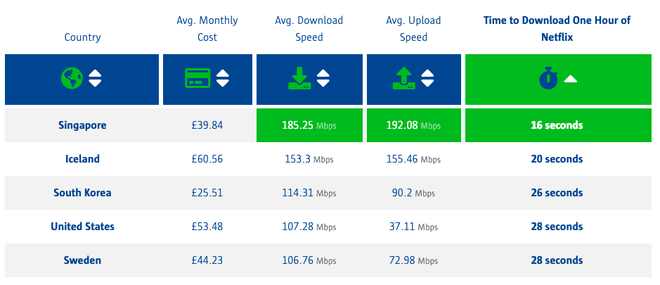 Country Avg. Monthly Cost Avg. Download Speed Avg. Upload Speed Time to Download One Hour of Netflix
Singapore £39.84 185.25 Mbps 192.08 Mbps 16 seconds
Iceland £60.56 153.3 Mbps 155.46 Mbps 20 seconds
South Korea £25.51 114.31 Mbps 90.2 Mbps 26 seconds
United States £53.48 107.28 Mbps 37.11 Mbps 28 seconds
Sweden £44.23 106.76 Mbps 72.98 Mbps 28 seconds